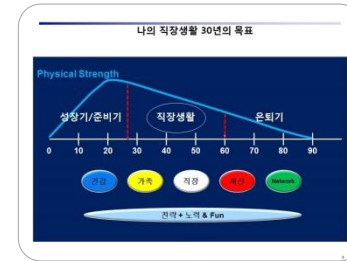 나의 직장생활 30년의 목표
Physical Strength
성장기/준비기
직장생활
은퇴기
0 10 20 30 40 50 60 70 80 90
건강
가족
직장
재산
Network
전략 + 노력 & Fun